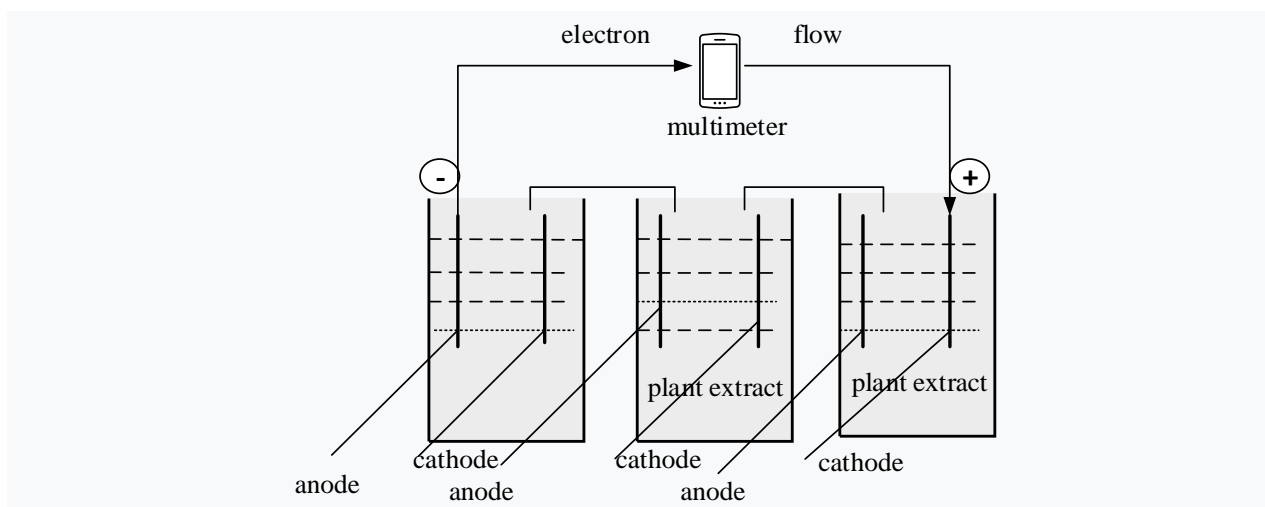 electron flow
multimeter
- +
plant extract plant extract
cathode cathode cathode
anode anode anode